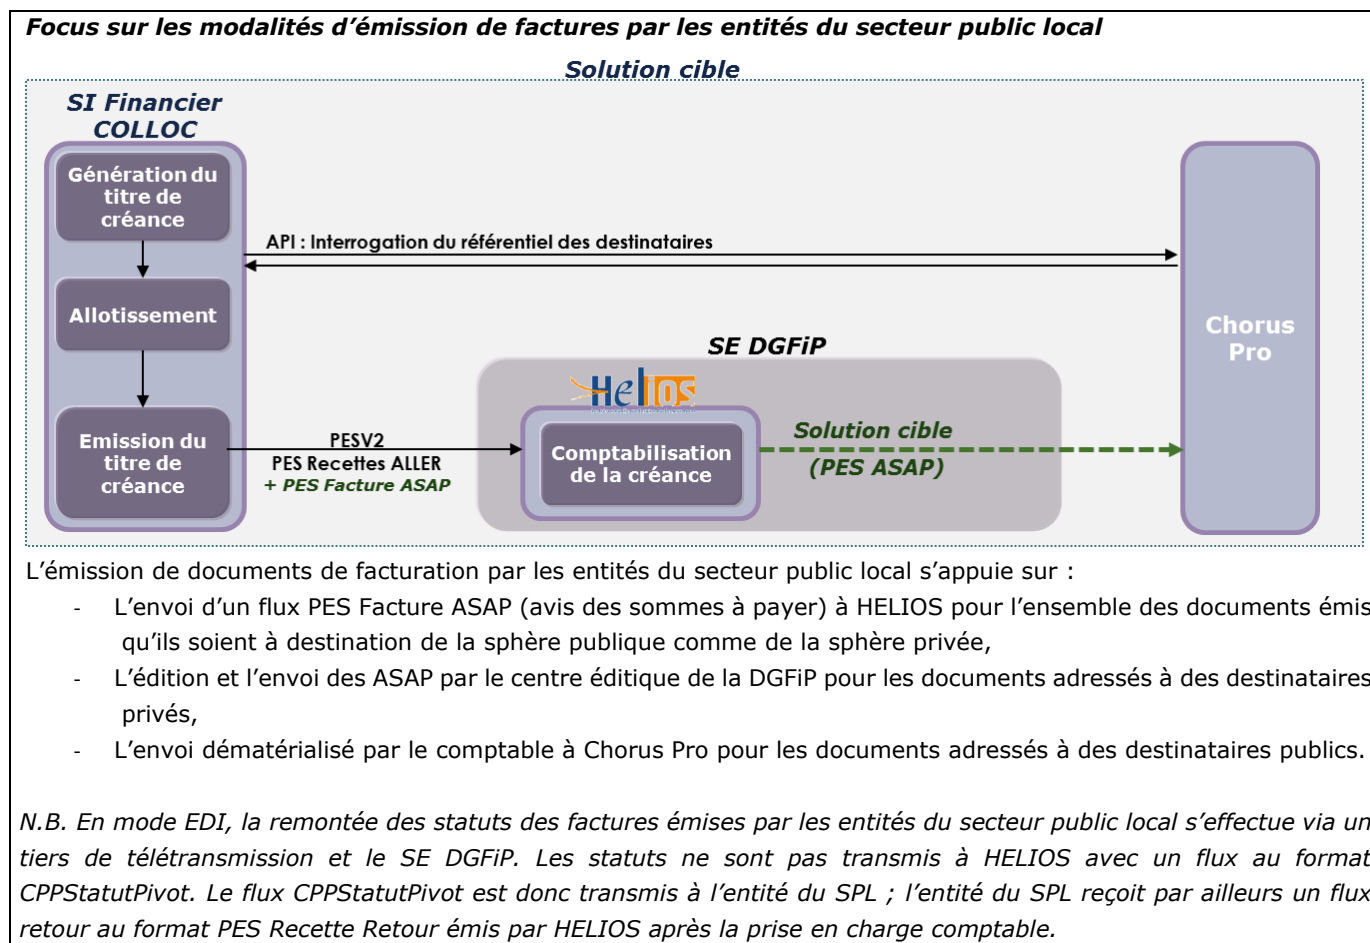 Focus sur les modalités d’émission de factures par les entités du secteur public local
Solution cible
SI Financier
COLLOC
Génération du
titre de
créance
API : Interrogation du référentiel des destinataires
Allotissement
Chorus
Pro
SE DGFiP
Helios
Emission du
titre de
créance
PESV2
PES Recettes ALLER
+ PES Facture ASAP
Comptabilisation
de la créance
Solution cible
(PES ASAP)
L’émission de documents de facturation par les entités du secteur public local s’appuie sur :
- L’envoi d’un flux PES Facture ASAP (avis des sommes à payer) à HELIOS pour l’ensemble des documents émis
qu’ils soient à destination de la sphère publique comme de la sphère privée,
- L’édition et l’envoi des ASAP par le centre éditique de la DGFiP pour les documents adressés à des destinataires
privés,
- L’envoi dématérialisé par le comptable à Chorus Pro pour les documents adressés à des destinataires publics.
N.B. En mode EDI, la remontée des statuts des factures émises par les entités du secteur public local s’effectue via un
tiers de télétransmission et le SE DGFiP. Les statuts ne sont pas transmis à HELIOS avec un flux au format
CPPStatutPivot. Le flux CPPStatutPivot est donc transmis à l’entité du SPL ; l’entité du SPL reçoit par ailleurs un flux
retour au format PES Recette Retour émis par HELIOS après la prise en charge comptable.